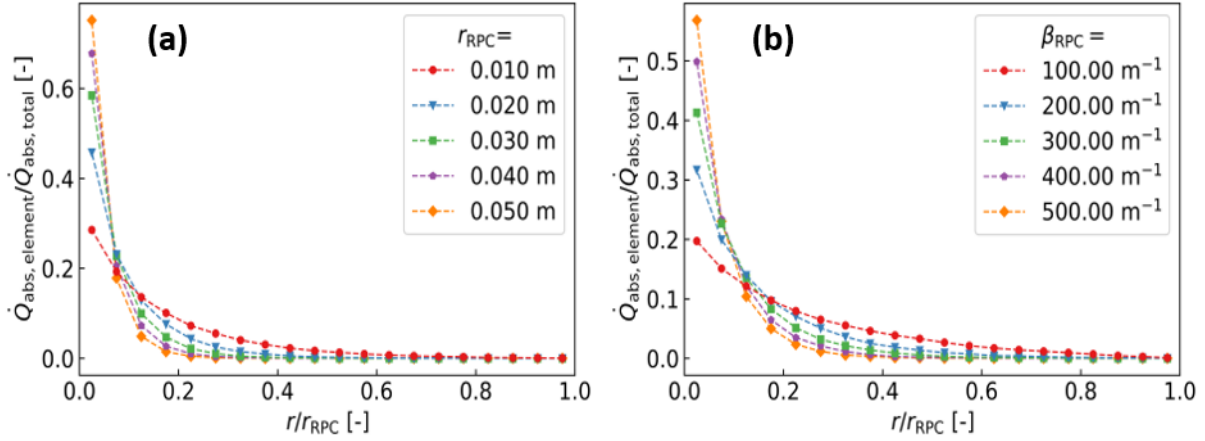 (a)
r_RPC =
0.010 m
0.020 m
0.030 m
0.040 m
0.050 m
Q̇_abs, element/Q̇_abs, total [-]
0.6
0.4
0.2
0.0
0.0 0.2 0.4 0.6 0.8 1.0
r/r_RPC [-]
(b)
β_RPC =
100.00 m⁻¹
200.00 m⁻¹
300.00 m⁻¹
400.00 m⁻¹
500.00 m⁻¹
Q̇_abs, element/Q̇_abs, total [-]
0.5
0.4
0.3
0.2
0.1
0.0
0.0 0.2 0.4 0.6 0.8 1.0
r/r_RPC [-]